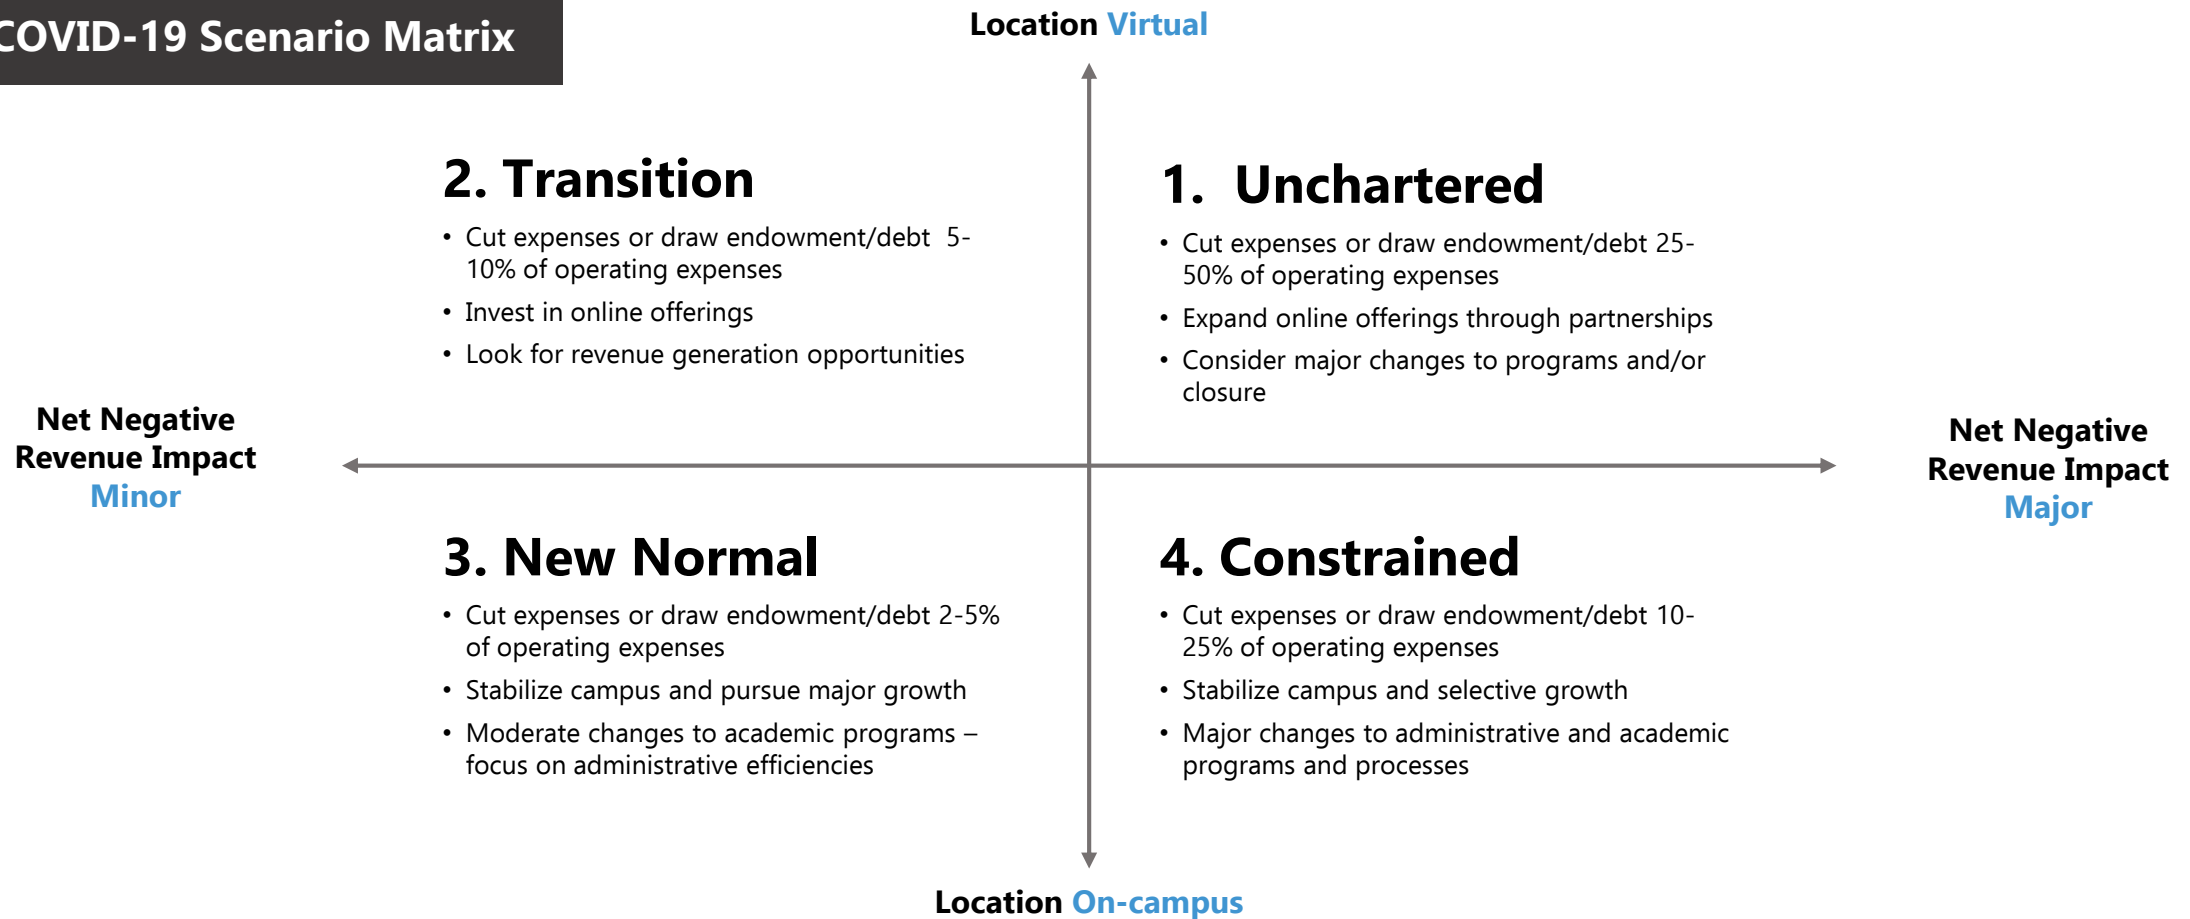 COVID-19 Scenario Matrix
Location Virtual
2. Transition
• Cut expenses or draw endowment/debt 5-
10% of operating expenses
• Invest in online offerings
• Look for revenue generation opportunities
1. Unchartered
• Cut expenses or draw endowment/debt 25-
50% of operating expenses
• Expand online offerings through partnerships
• Consider major changes to programs and/or
closure
Net Negative
Revenue Impact
Minor
Net Negative
Revenue Impact
Major
3. New Normal
• Cut expenses or draw endowment/debt 2-5%
of operating expenses
• Stabilize campus and pursue major growth
• Moderate changes to academic programs –
focus on administrative efficiencies
4. Constrained
• Cut expenses or draw endowment/debt 10-
25% of operating expenses
• Stabilize campus and selective growth
• Major changes to administrative and academic
programs and processes
Location On-campus